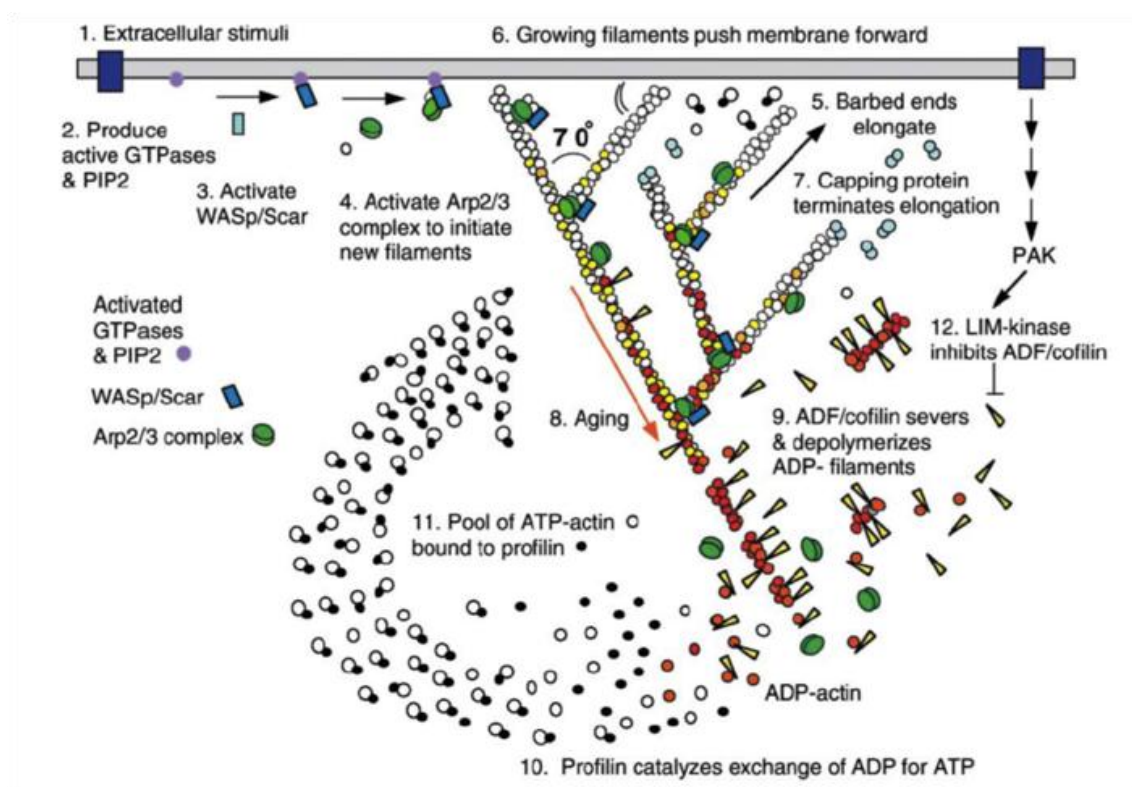 1. Extracellular stimuli
2. Produce
active GTPases
& PIP2
3. Activate
WASp/Scar
4. Activate Arp2/3
complex to initiate
new filaments
6. Growing filaments push membrane forward
70°
5. Barbed ends
elongate
7. Capping protein
terminates elongation
PAK
12. LIM-kinase
inhibits ADF/cofilin
Activated
GTPases
& PIP2
WASp/Scar
Arp2/3 complex
8. Aging
9. ADF/cofilin severs
& depolymerizes
ADP- filaments
11. Pool of ATP-actin
bound to profilin
ADP-actin
10. Profilin catalyzes exchange of ADP for ATP